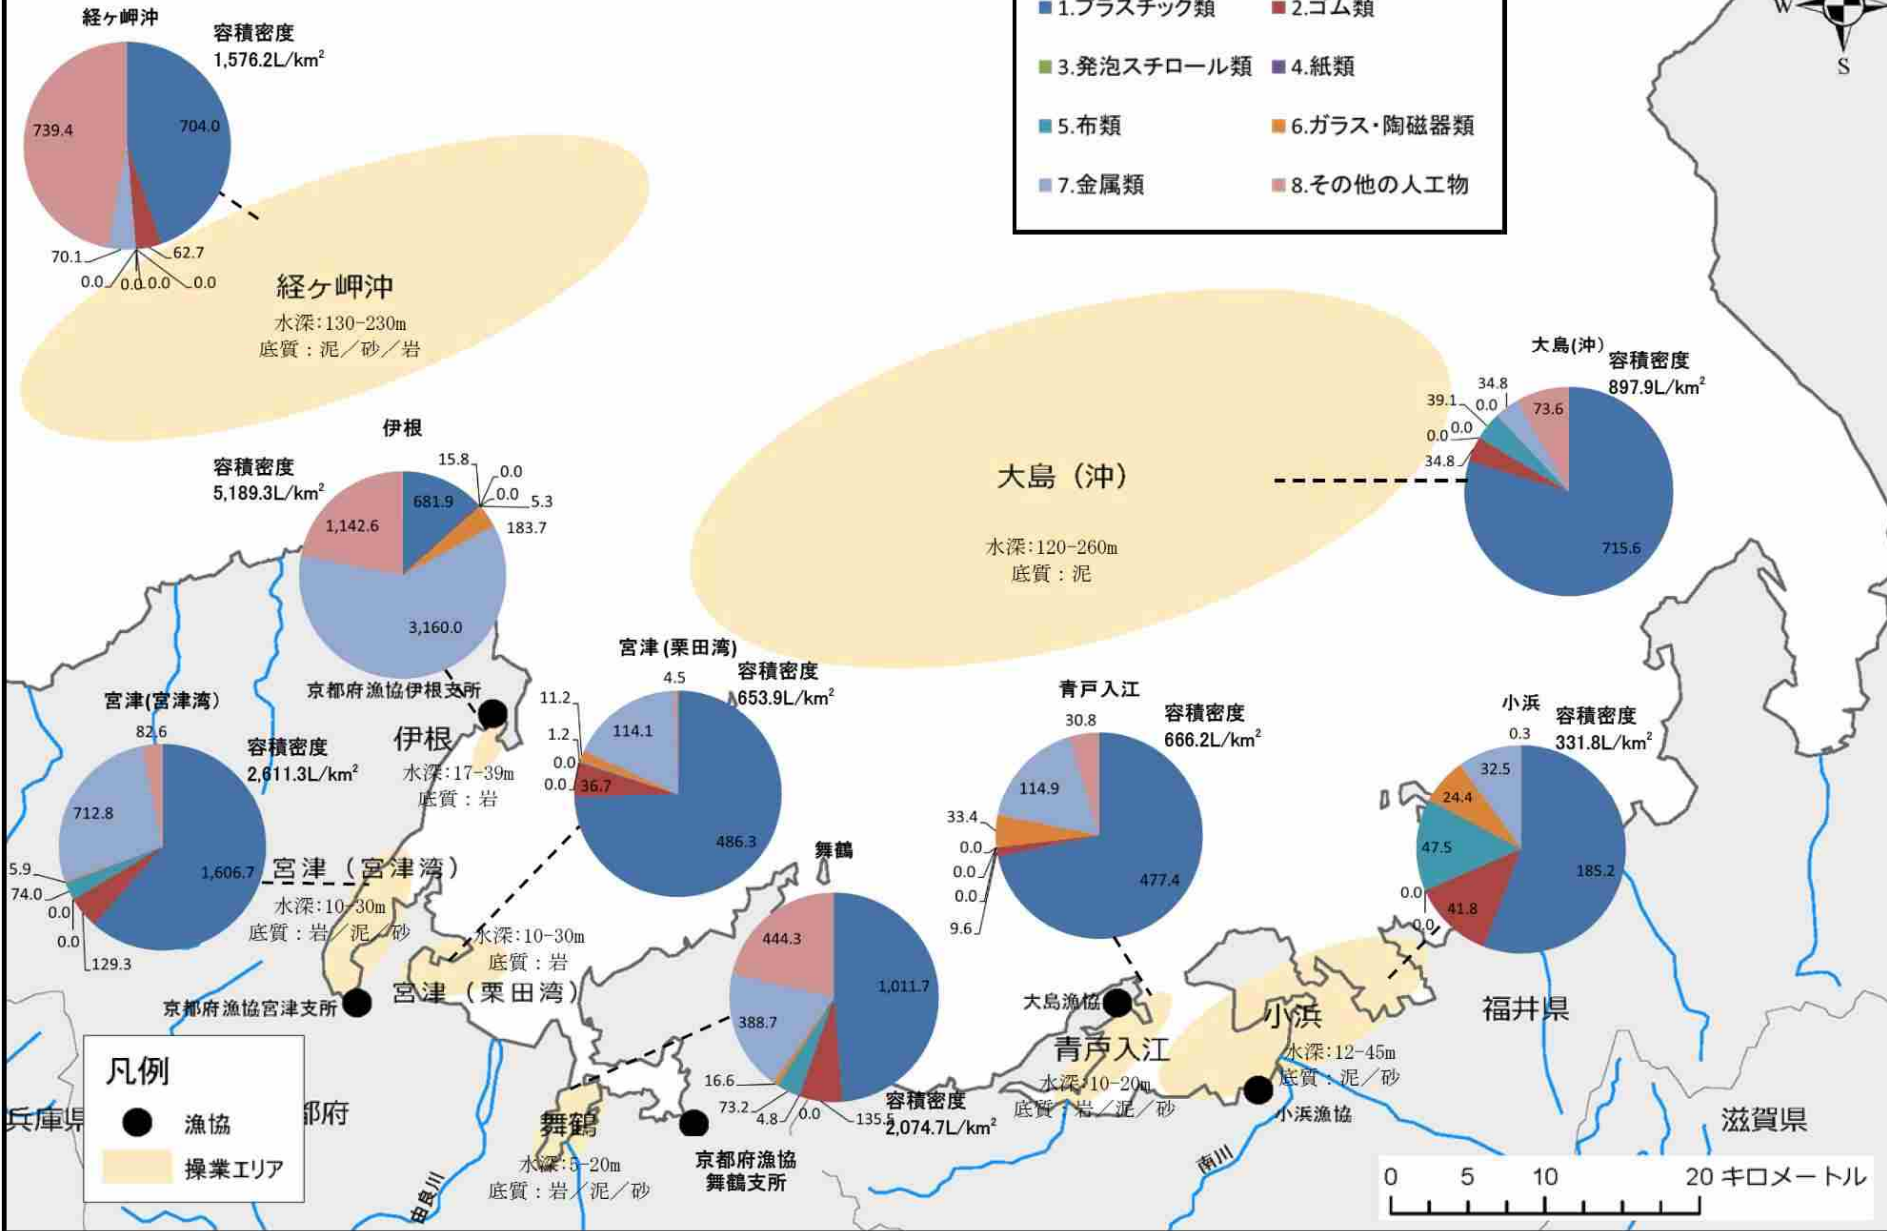 経ヶ岬沖
容積密度
1,576.2L/km²
739.4
704.0
70.1
62.7
0.0
0.0
0.0
0.0
1.プラスチック類
2.ゴム類
3.発泡スチロール類
4.紙類
5.布類
6.ガラス・陶磁器類
7.金属類
8.その他の人工物
W
S
経ヶ岬沖
水深:130-230m
底質：泥／砂／岩
大島(沖)
容積密度
897.9L/km²
34.8
39.1
0.0
73.6
0.0
0.0
34.8
715.6
大島（沖）
水深:120-260m
底質：泥
伊根
容積密度
5,189.3L/km²
15.8
0.0
0.0
5.3
681.9
183.7
1,142.6
3,160.0
京都府漁協伊根支所
伊根
水深:17-39m
底質：岩
宮津(宮津湾)
82.6
容積密度
2,611.3L/km²
712.8
1,606.7
5.9
74.0
0.0
0.0
129.3
宮津（宮津湾）
水深:10-30m
底質：岩／泥／砂
京都府漁協宮津支所
宮津(栗田湾)
4.5
容積密度
653.9L/km²
11.2
114.1
1.2
0.0
0.0
36.7
486.3
水深:10-30m
底質：岩
宮津（栗田湾）
舞鶴
444.3
1,011.7
388.7
16.6
73.2
4.8
0.0
135.5
容積密度
2,074.7L/km²
舞鶴
水深:5-20m
底質：岩／泥／砂
京都府漁協
舞鶴支所
青戸入江
30.8
容積密度
666.2L/km²
114.9
33.4
0.0
0.0
0.0
9.6
477.4
大島漁協
青戸入江
水深:10-20m
底質：岩／泥／砂
小浜
0.3
容積密度
331.8L/km²
32.5
24.4
47.5
185.2
0.0
41.8
0.0
小浜
水深:12-45m
底質：泥／砂
小浜漁協
福井県
滋賀県
兵庫県
都府
由良川
南川
凡例
漁協
操業エリア
0 5 10 20 キロメートル